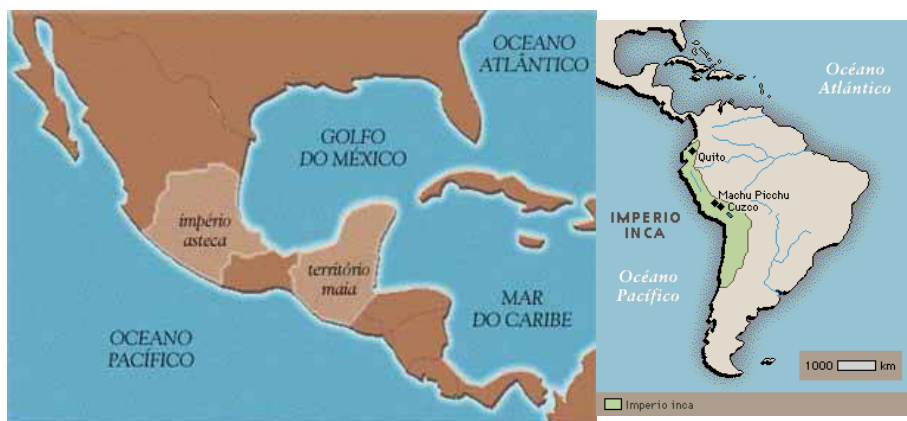 OCEANO
ATLÂNTICO
GOLFO
DO MÉXICO
império
asteca
território
maia
MAR
DO CARIBE
OCEANO
PACÍFICO
Océano
Atlántico
Quito
Machu Picchu
Cuzco
IMPERIO
INCA
Océano
Pacífico
1000 km
Imperio inca